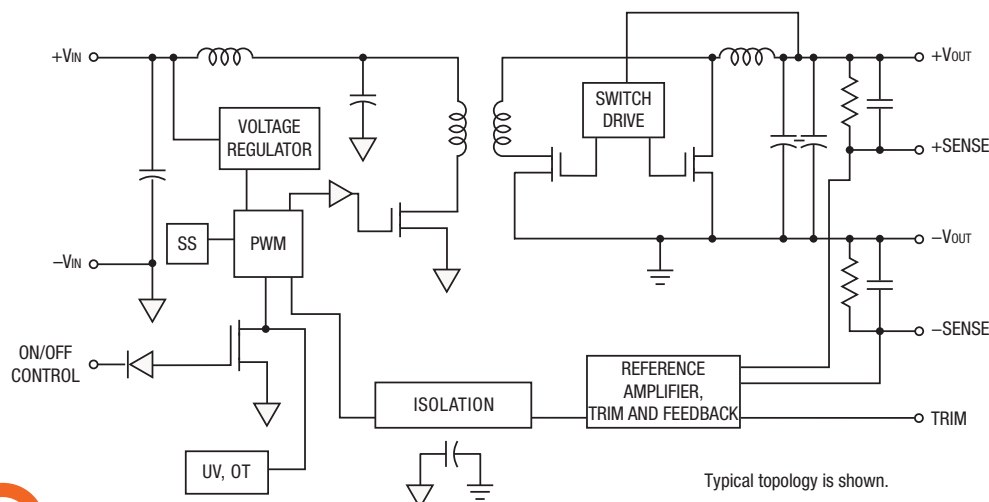 +VIN
+VOUT
SWITCH
DRIVE
VOLTAGE
REGULATOR
+SENSE
SS
PWM
−VOUT
−VIN
−SENSE
ON/OFF
CONTROL
REFERENCE
AMPLIFIER,
TRIM AND FEEDBACK
ISOLATION
TRIM
UV, OT
Typical topology is shown.